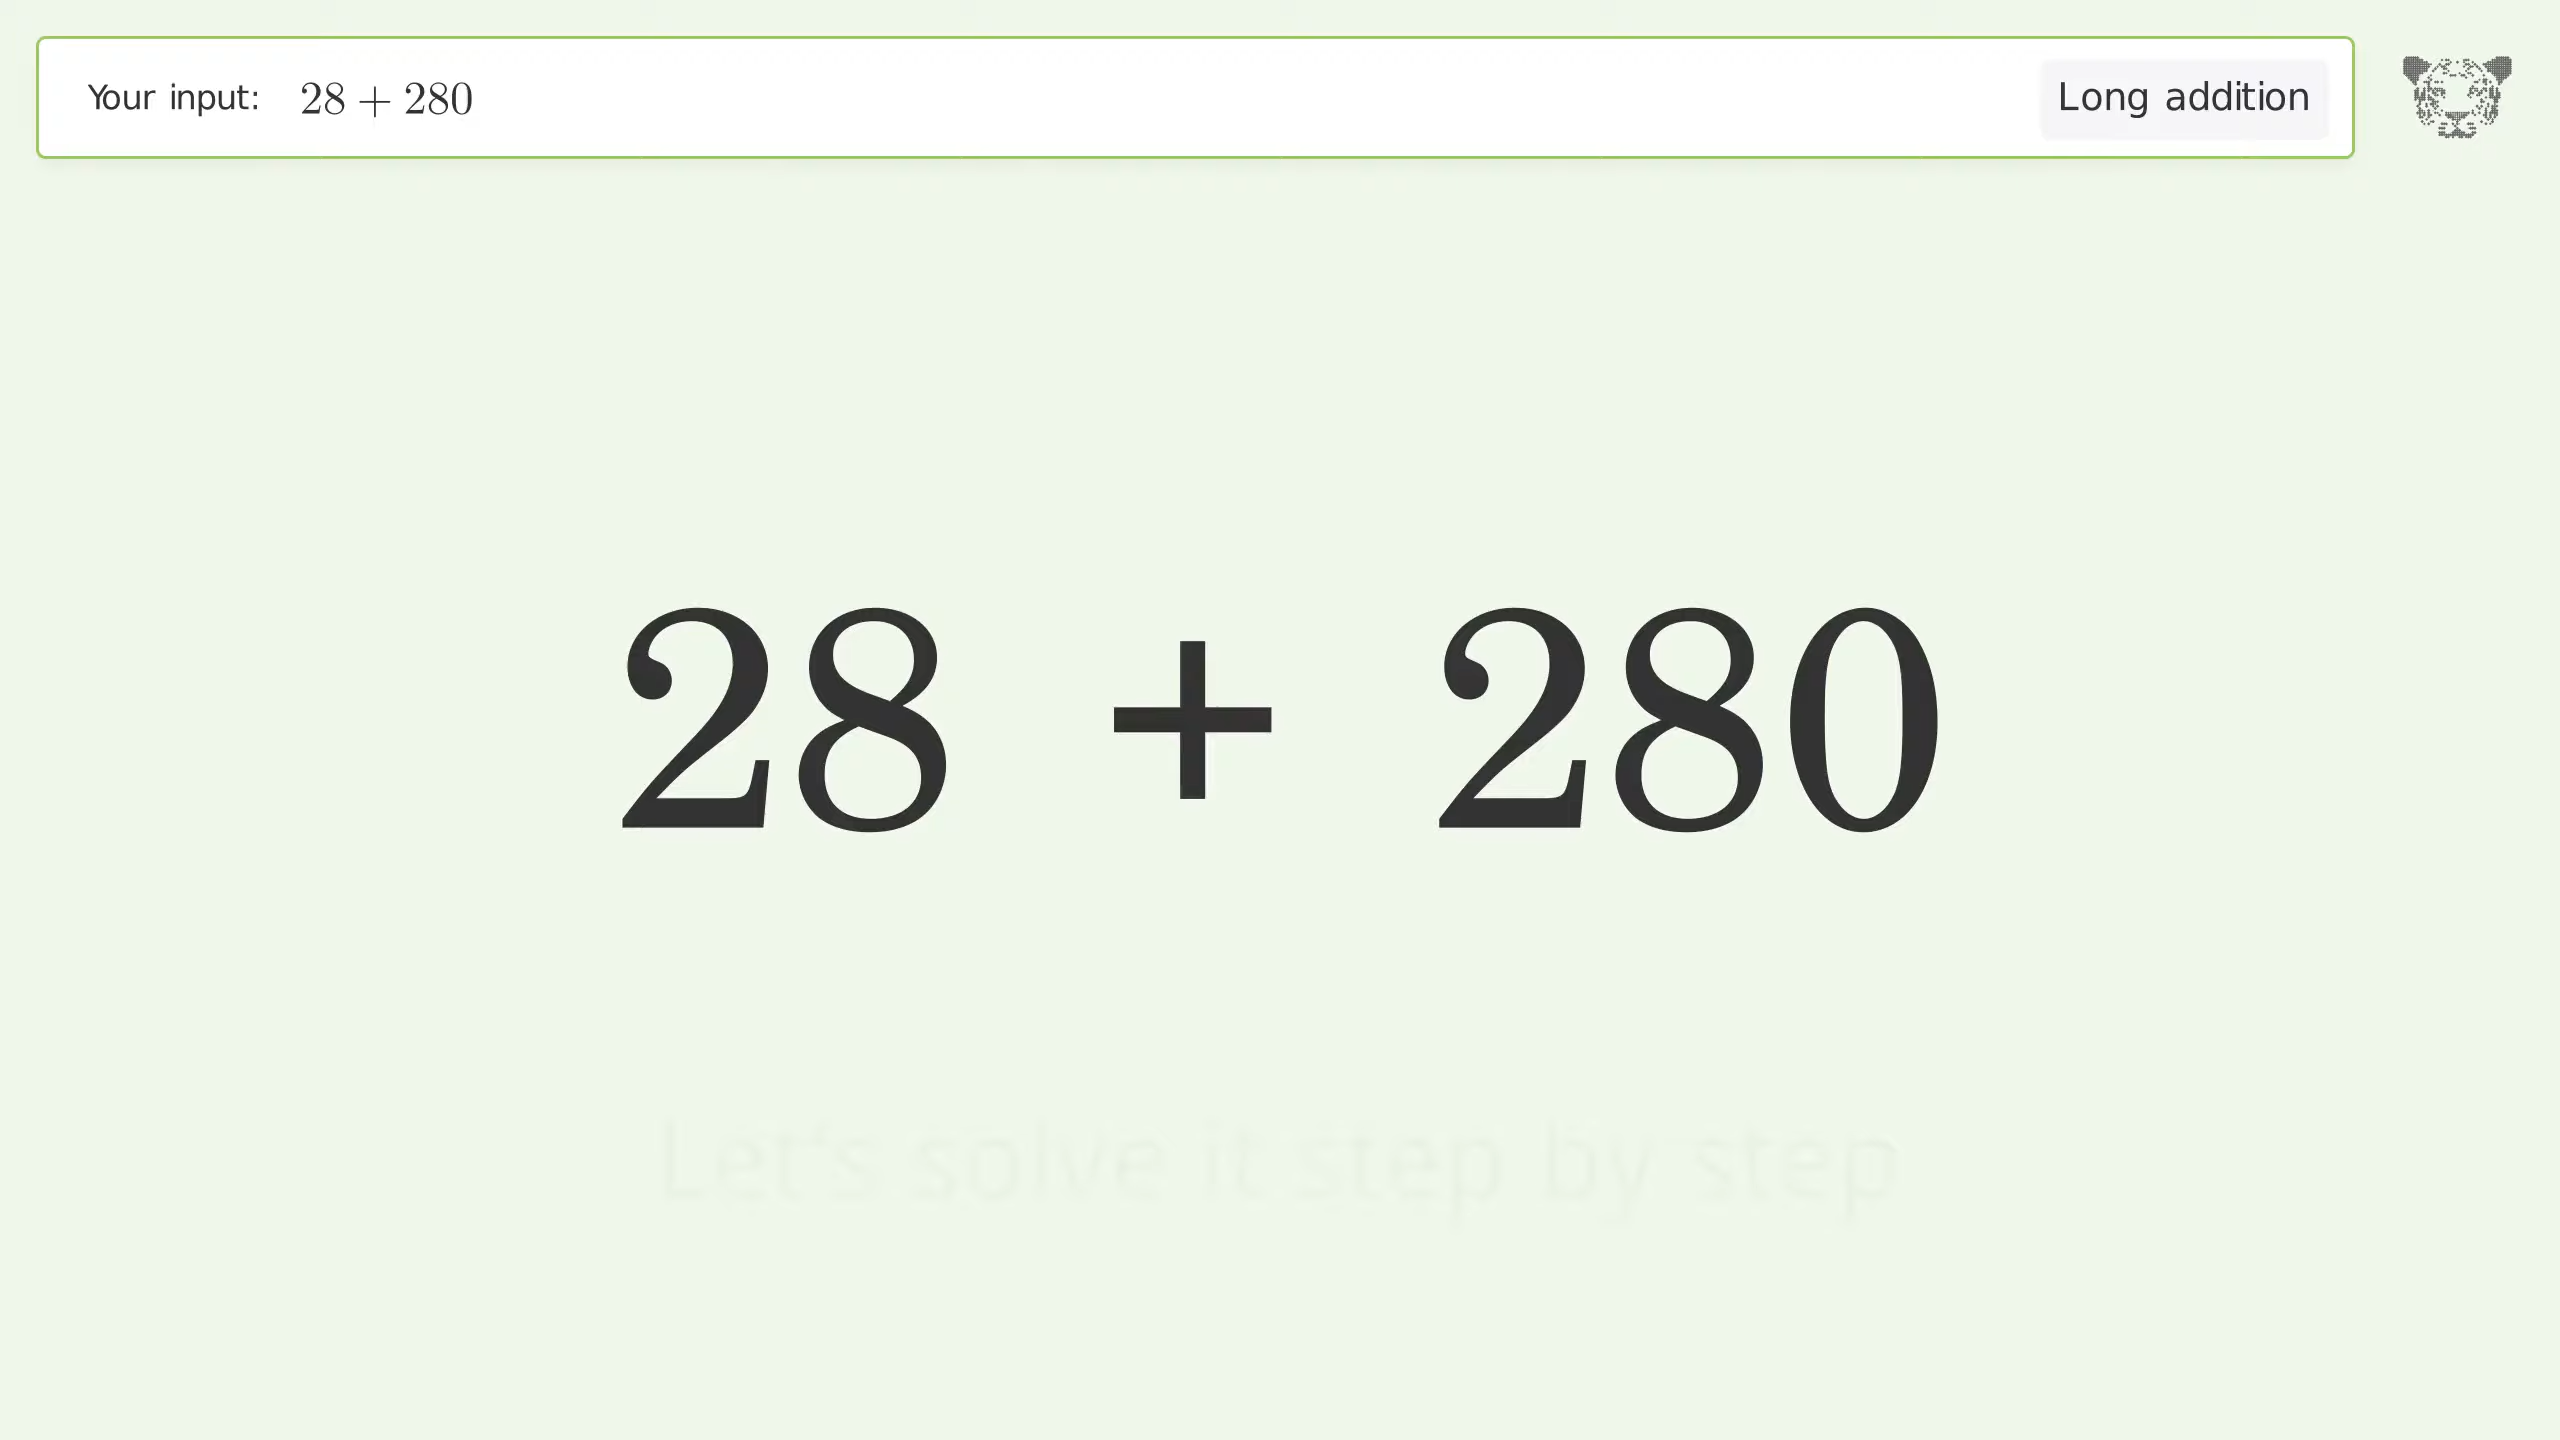 Your input: 28 + 280
Long addition
28 + 280
Let's solve it step by step